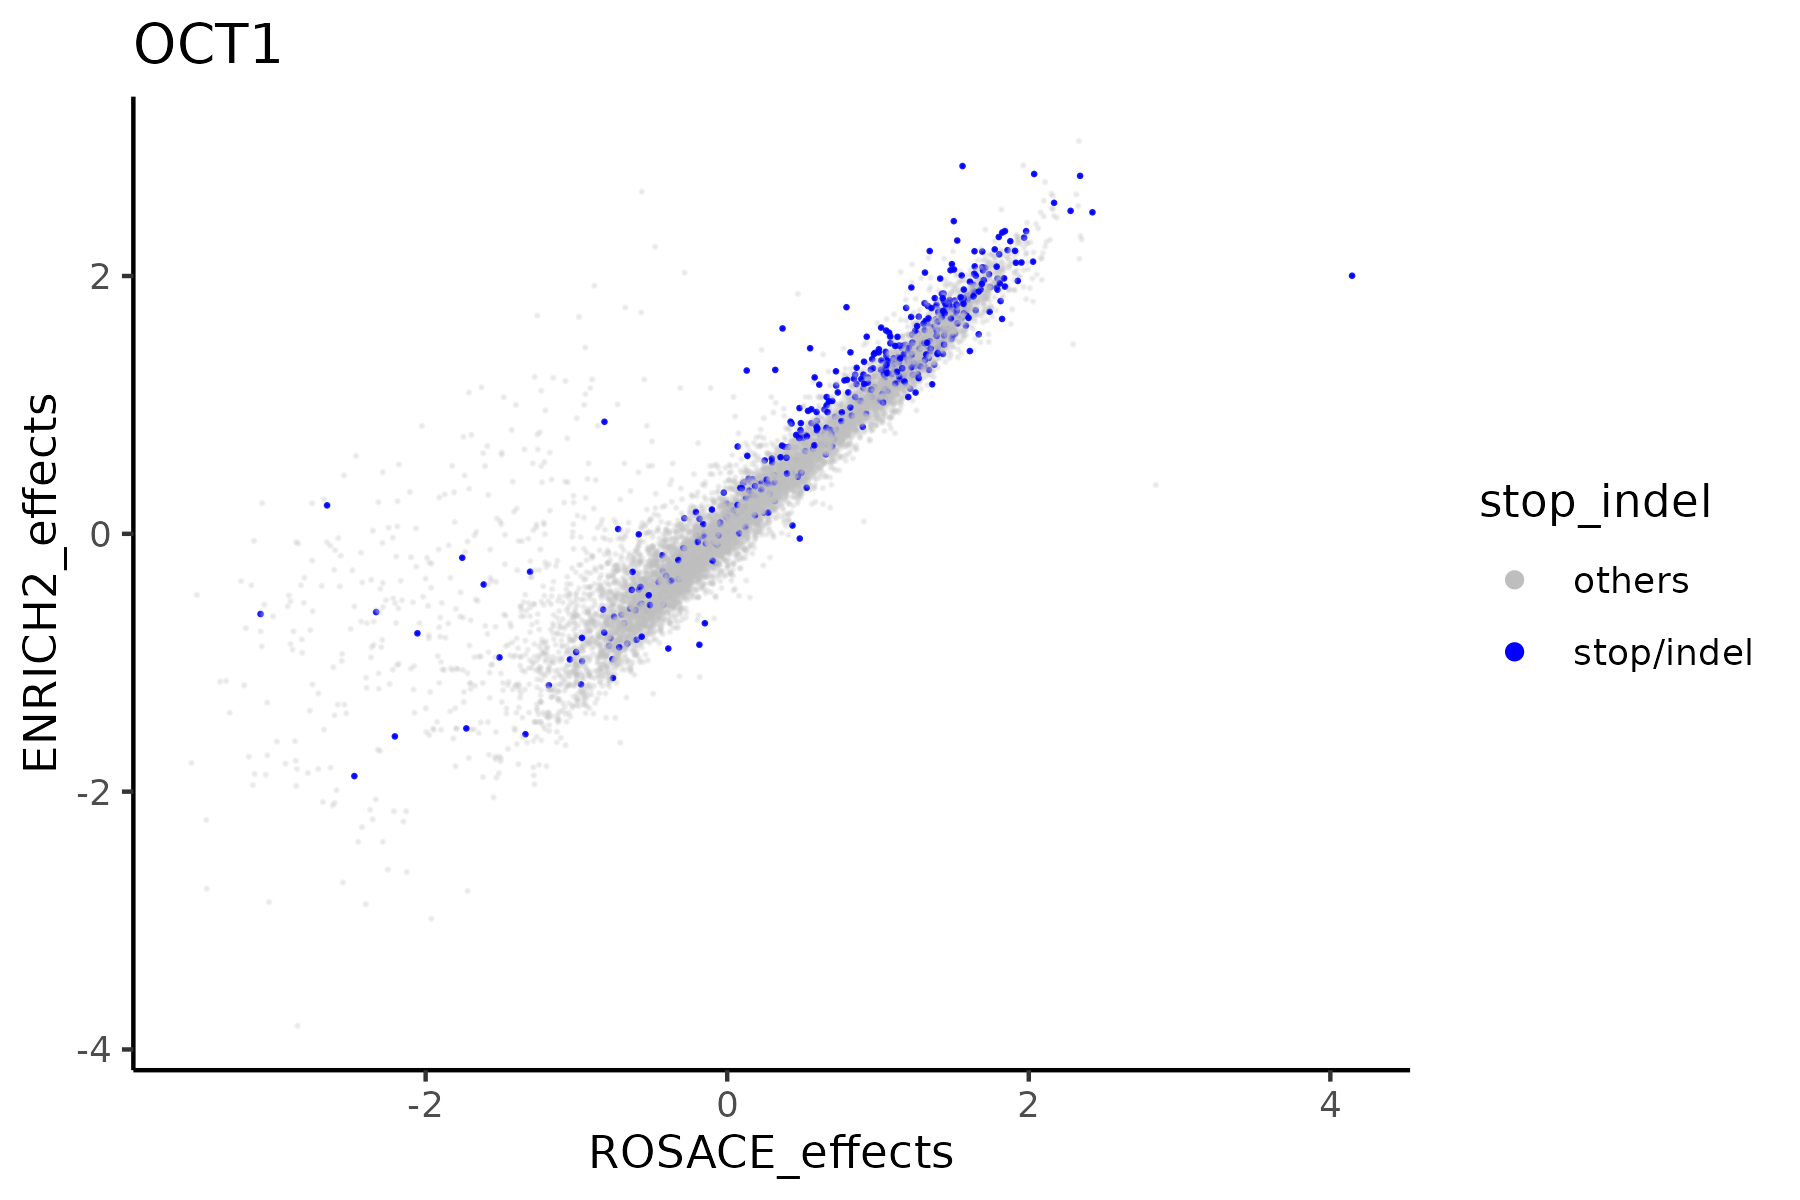 OCT1
ENRICH2_effects
2
0
-2
-4
-2
0
2
4
ROSACE_effects
stop_indel
others
stop/indel